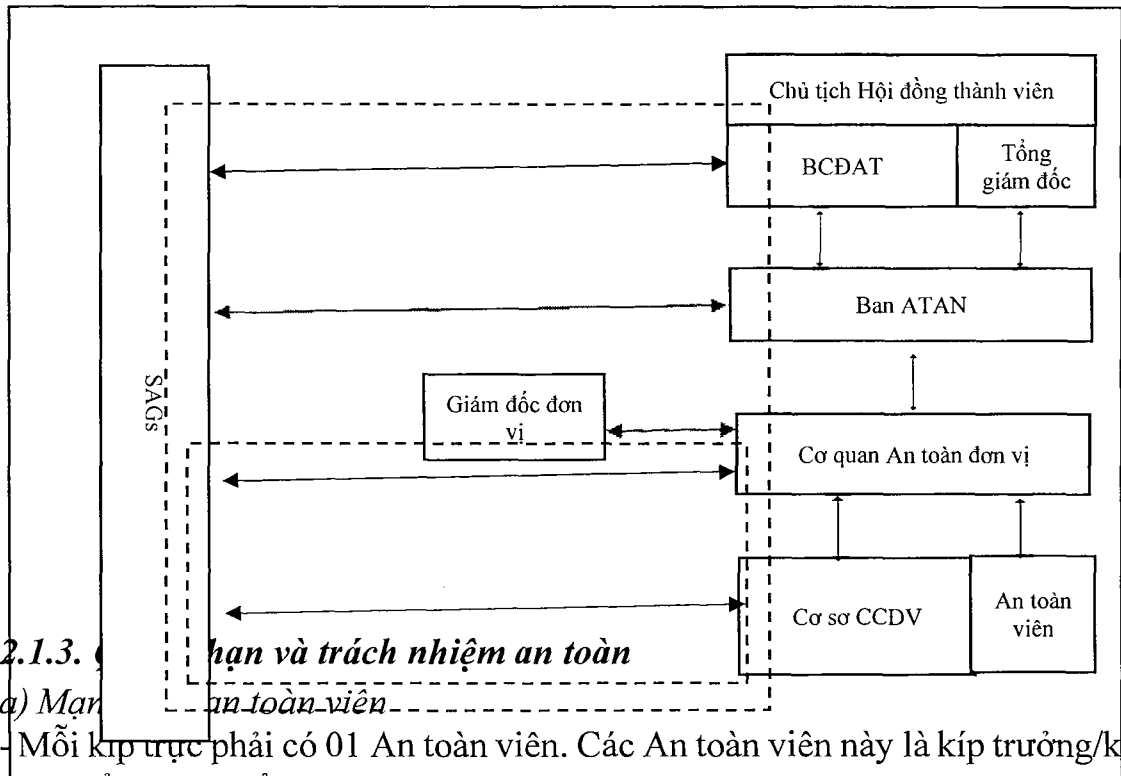 Chủ tịch Hội đồng thành viên
BCĐAT
Tổng
giám đốc
Ban ATAN
SAGs
Giám đốc đơn
vị
Cơ quan An toàn đơn vị
Cơ sơ CCDV
An toàn
viên
2.1.3. hạn và trách nhiệm an toàn
a) an toàn viên
- Mỗi kíp trực phải có 01 An toàn viên. Các An toàn viên này là kíp trưởng/k